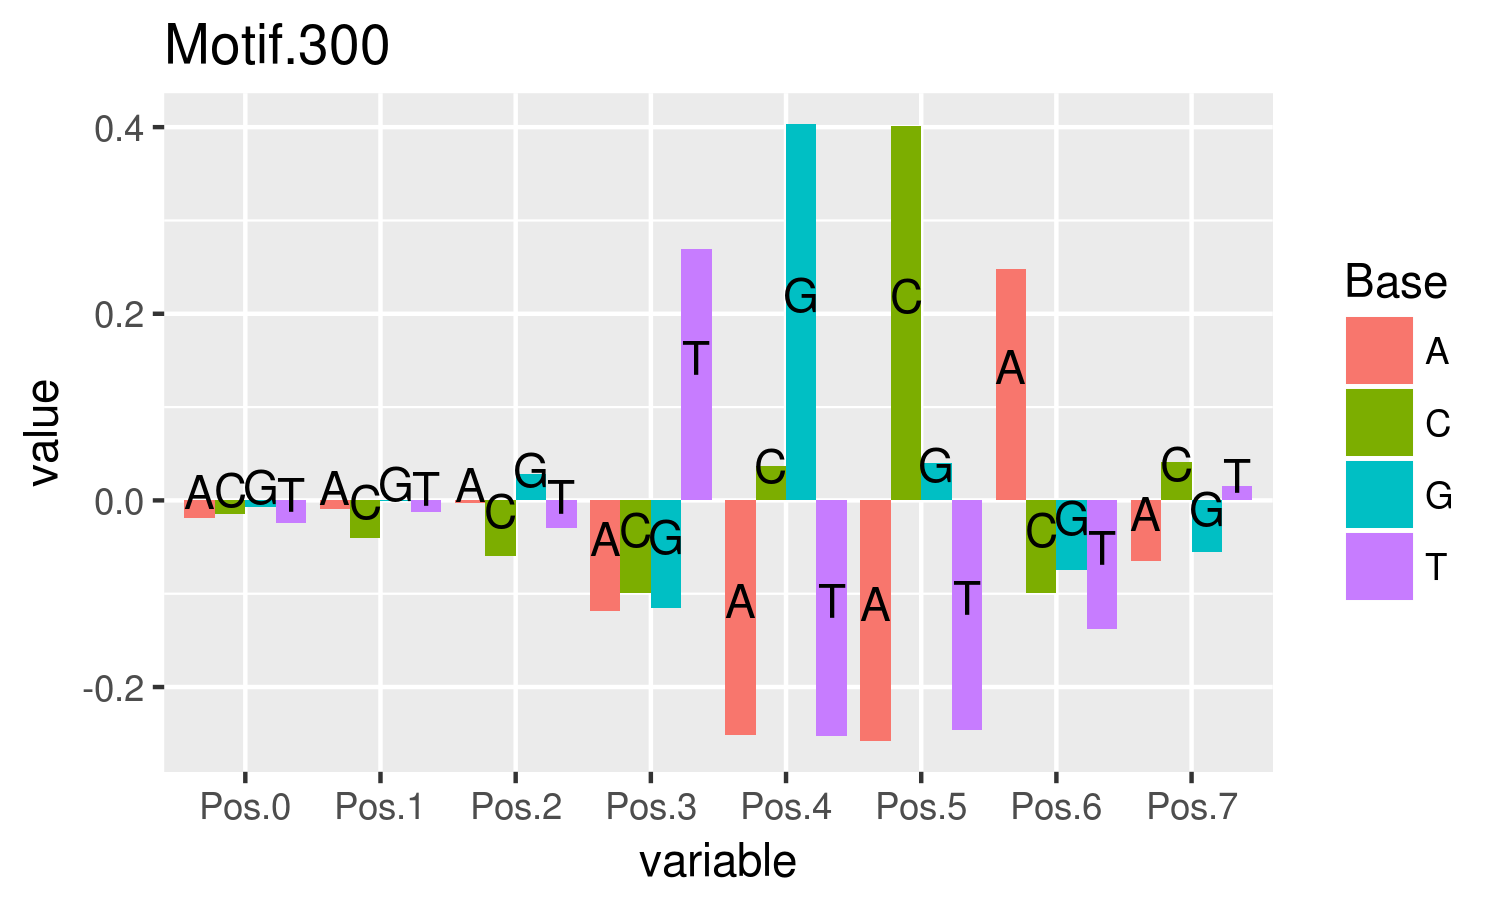 Motif.300
0.4
0.2
0.0
-0.2
value
A C G T A C G T A C G T A C G T A C G T A C G T A C G T A C G T
Pos.0 Pos.1 Pos.2 Pos.3 Pos.4 Pos.5 Pos.6 Pos.7
variable
Base
A
C
G
T